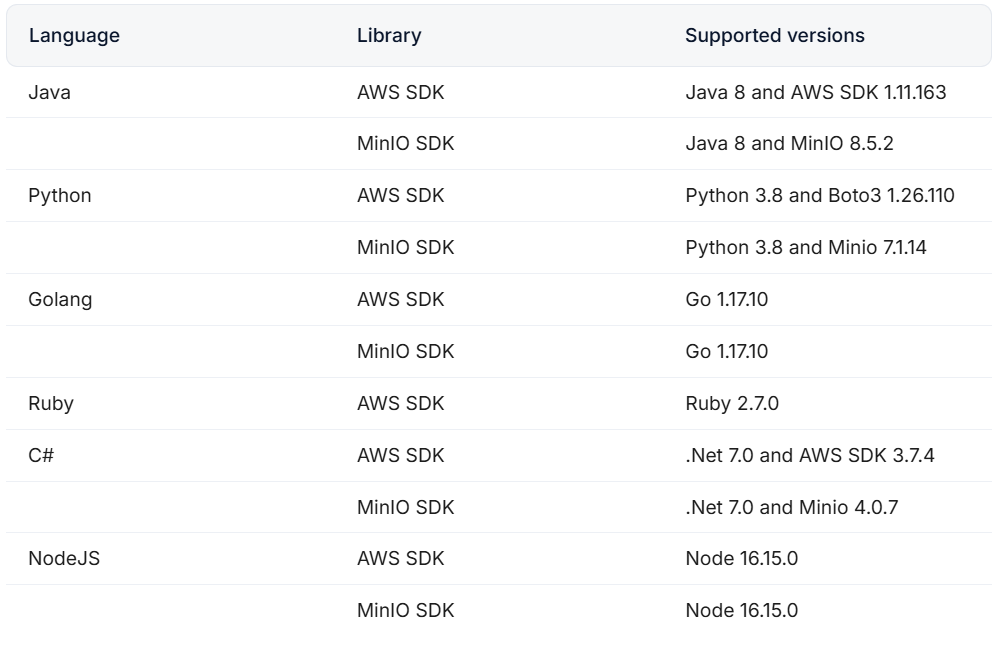 Language Library Supported versions
Java AWS SDK Java 8 and AWS SDK 1.11.163
MinIO SDK Java 8 and MinIO 8.5.2
Python AWS SDK Python 3.8 and Boto3 1.26.110
MinIO SDK Python 3.8 and Minio 7.1.14
Golang AWS SDK Go 1.17.10
MinIO SDK Go 1.17.10
Ruby AWS SDK Ruby 2.7.0
C# AWS SDK .Net 7.0 and AWS SDK 3.7.4
MinIO SDK .Net 7.0 and Minio 4.0.7
NodeJS AWS SDK Node 16.15.0
MinIO SDK Node 16.15.0